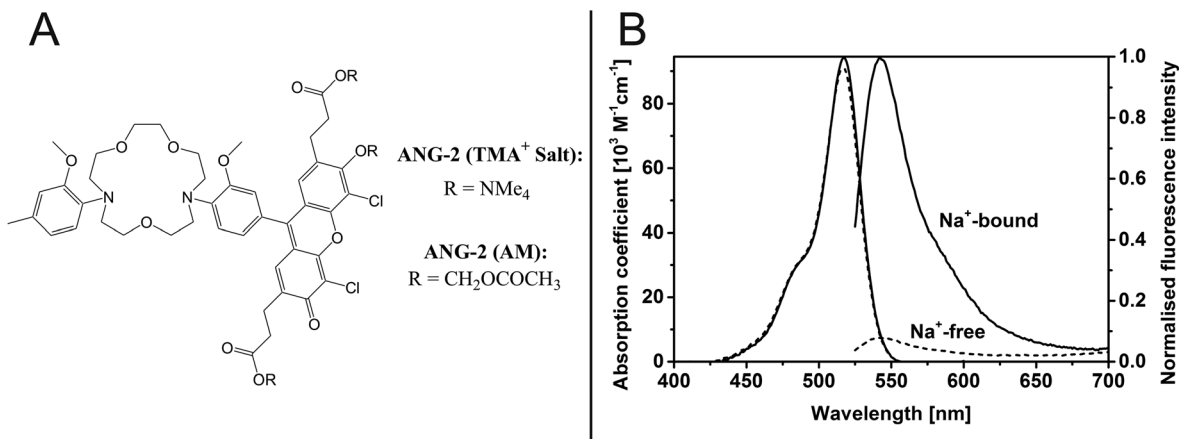 A
OR
O
OR
O
O
O
O
ANG-2 (TMA⁺ Salt):
R = NMe₄
N
N
Cl
O
O
ANG-2 (AM):
R = CH₂OCOCH₃
Cl
O
O
OR
B
Absorption coefficient [10³ M⁻¹cm⁻¹]
80
60
40
20
0
Na⁺-bound
Na⁺-free
1.0
0.8
0.6
0.4
0.2
0.0
Normalised fluorescence intensity
400 450 500 550 600 650 700
Wavelength [nm]